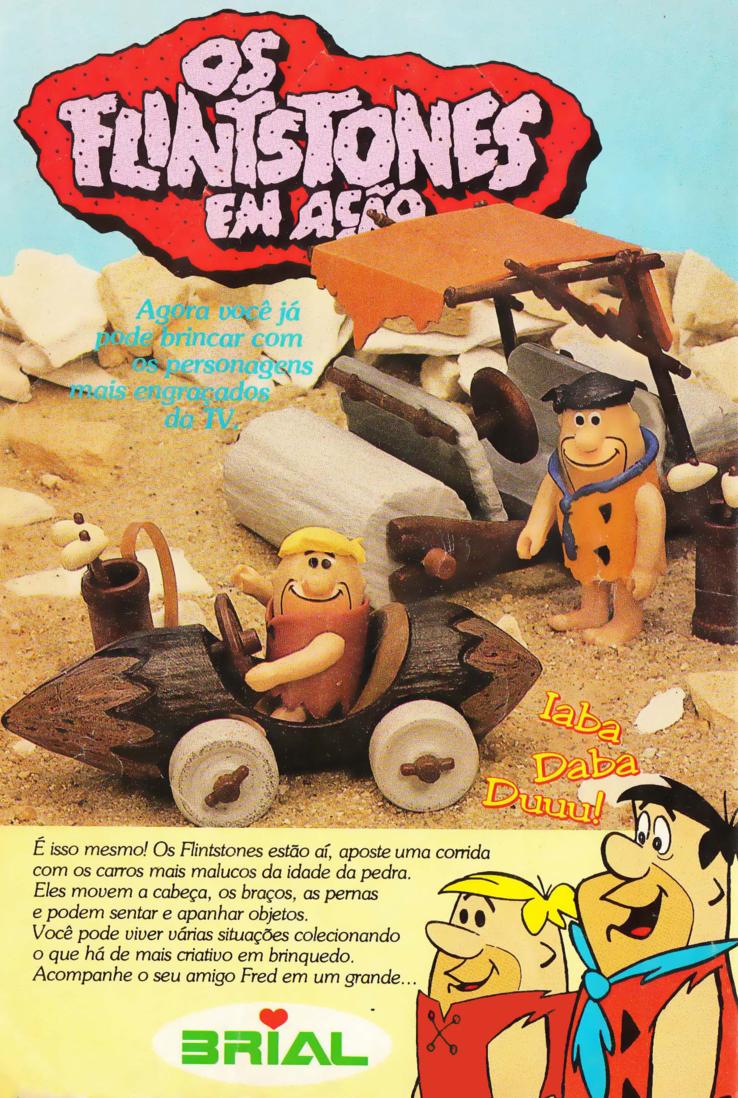 OS
FLINTSTONES
EM AÇÃO
Agora você já
pode brincar com
os personagens
mais engraçados
da TV.
Iaba
Daba
Duuu!
É isso mesmo! Os Flintstones estão aí, aposte uma corrida
com os carros mais malucos da idade da pedra.
Eles movem a cabeça, os braços, as pernas
e podem sentar e apanhar objetos.
Você pode viver várias situações colecionando
o que há de mais criativo em brinquedo.
Acompanhe o seu amigo Fred em um grande...
BRIAL